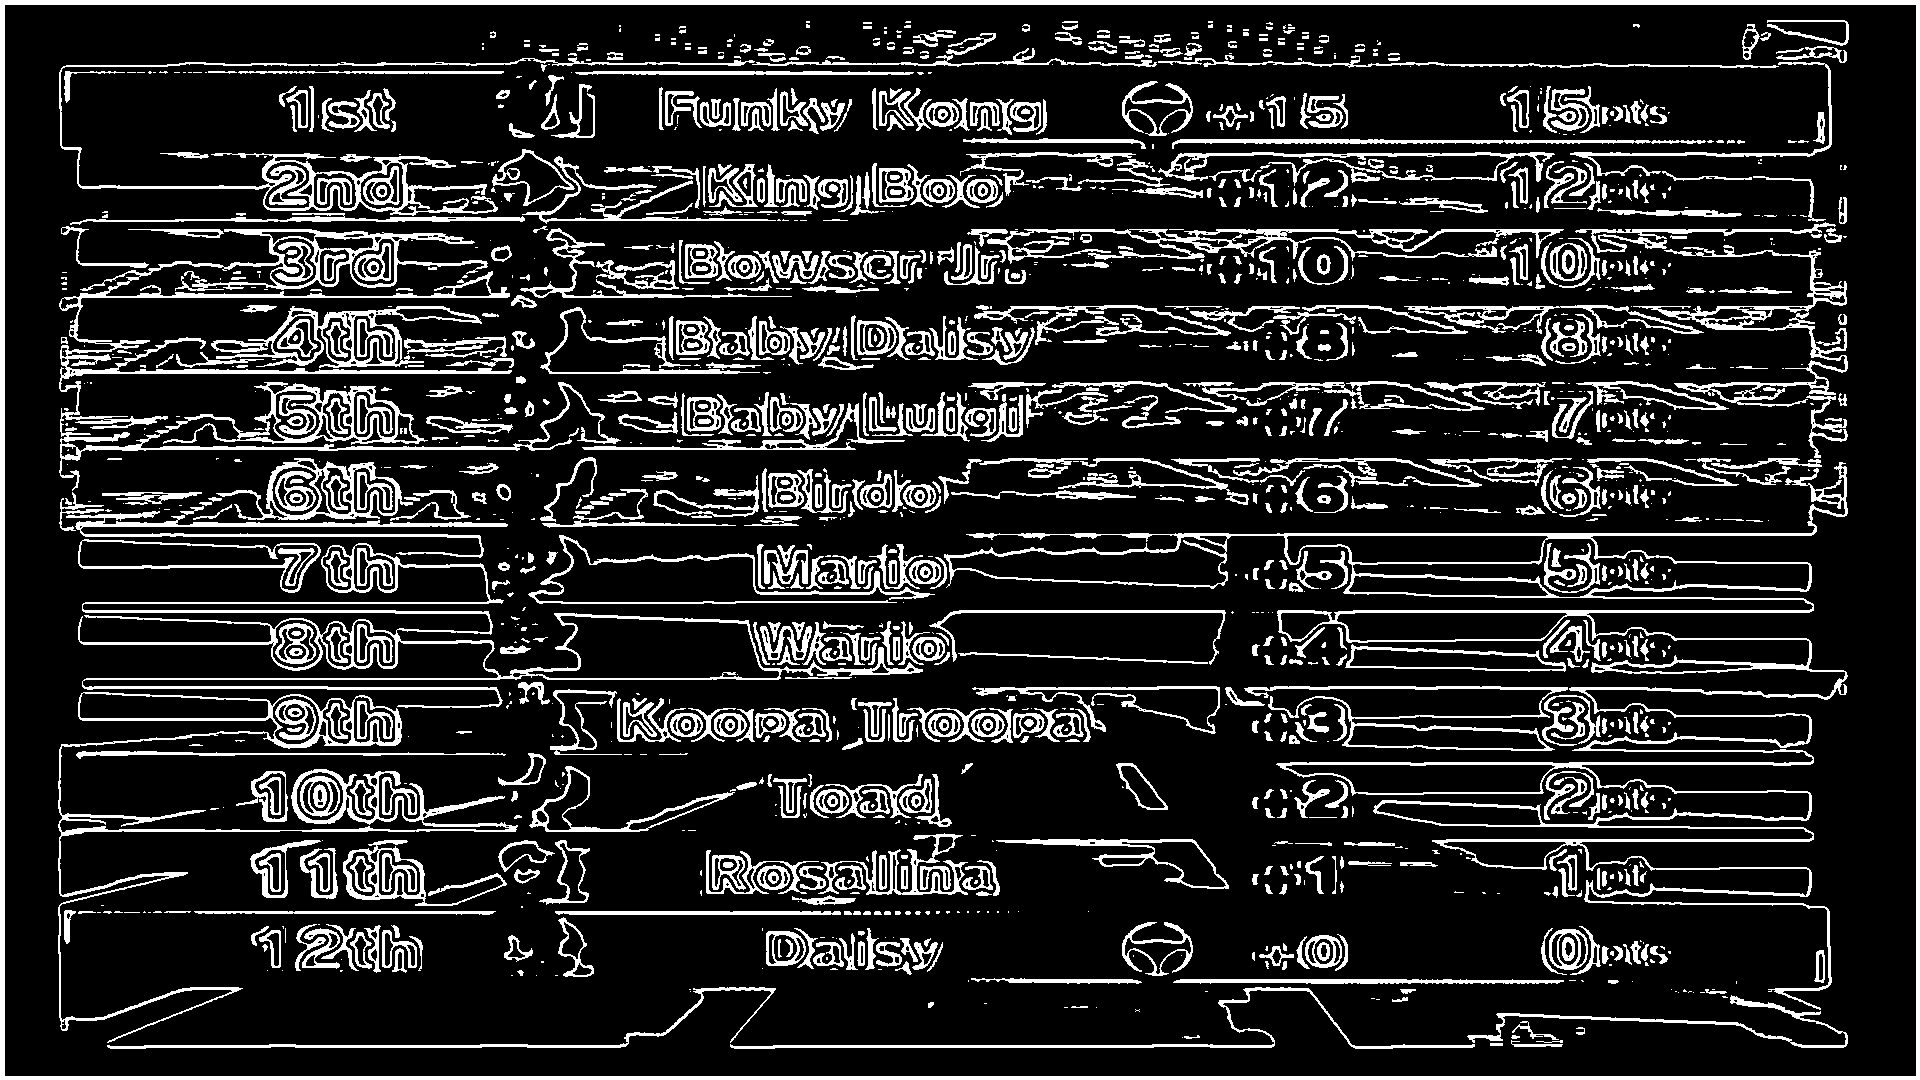 1st Funky Kong +15 15pts
2nd King Boo +12 12pts
3rd Bowser Jr. +10 10pts
4th Baby Daisy +8 8pts
5th Baby Luigi +7 7pts
6th Birdo +6 6pts
7th Mario +5 5pts
8th Wario +4 4pts
9th Koopa Troopa +3 3pts
10th Toad +2 2pts
11th Rosalina +1 1pt
12th Daisy +0 0pts